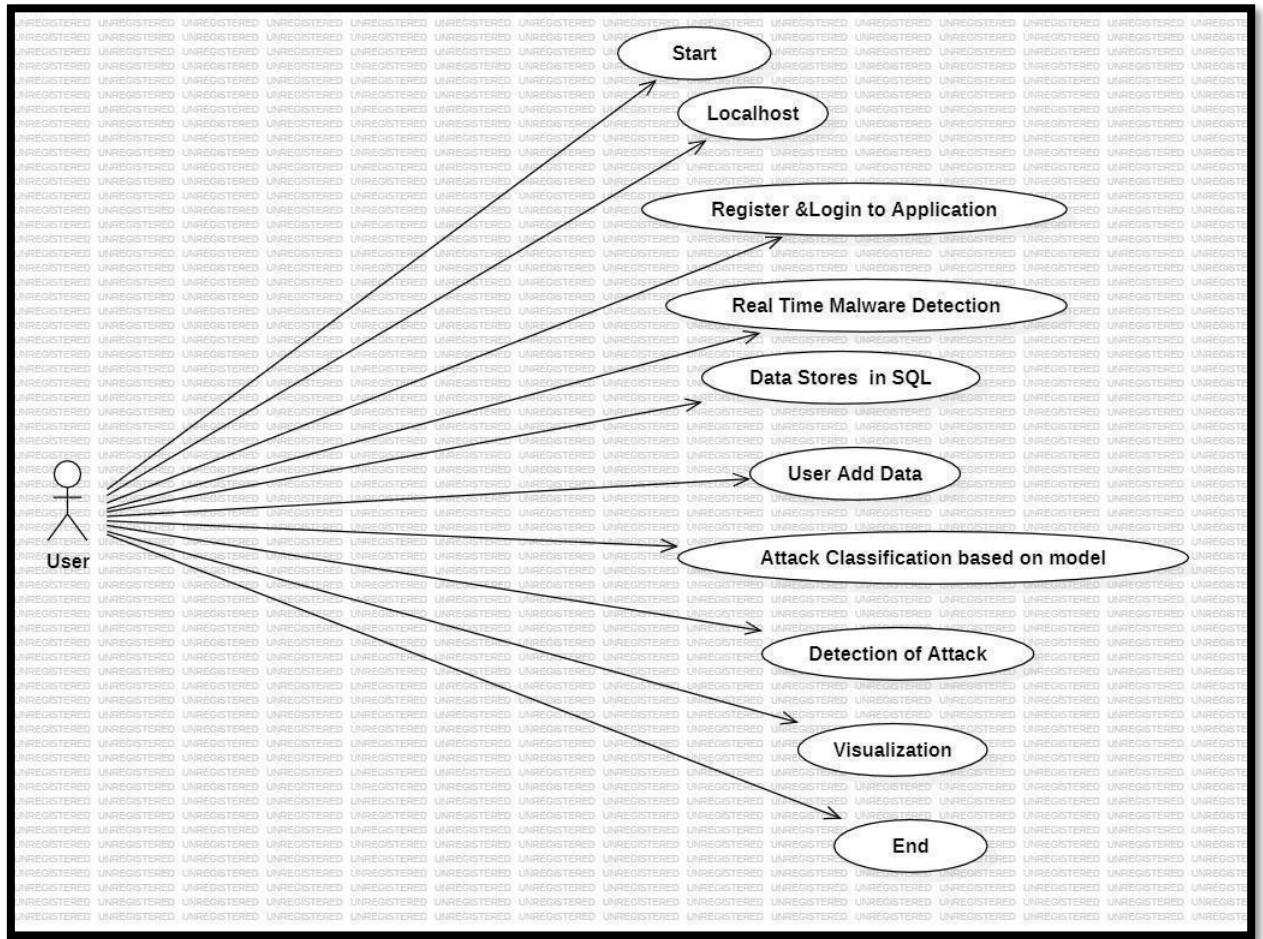 Start
Localhost
Register &Login to Application
Real Time Malware Detection
Data Stores in SQL
User Add Data
User
Attack Classification based on model
Detection of Attack
Visualization
End
UNREGISTERED